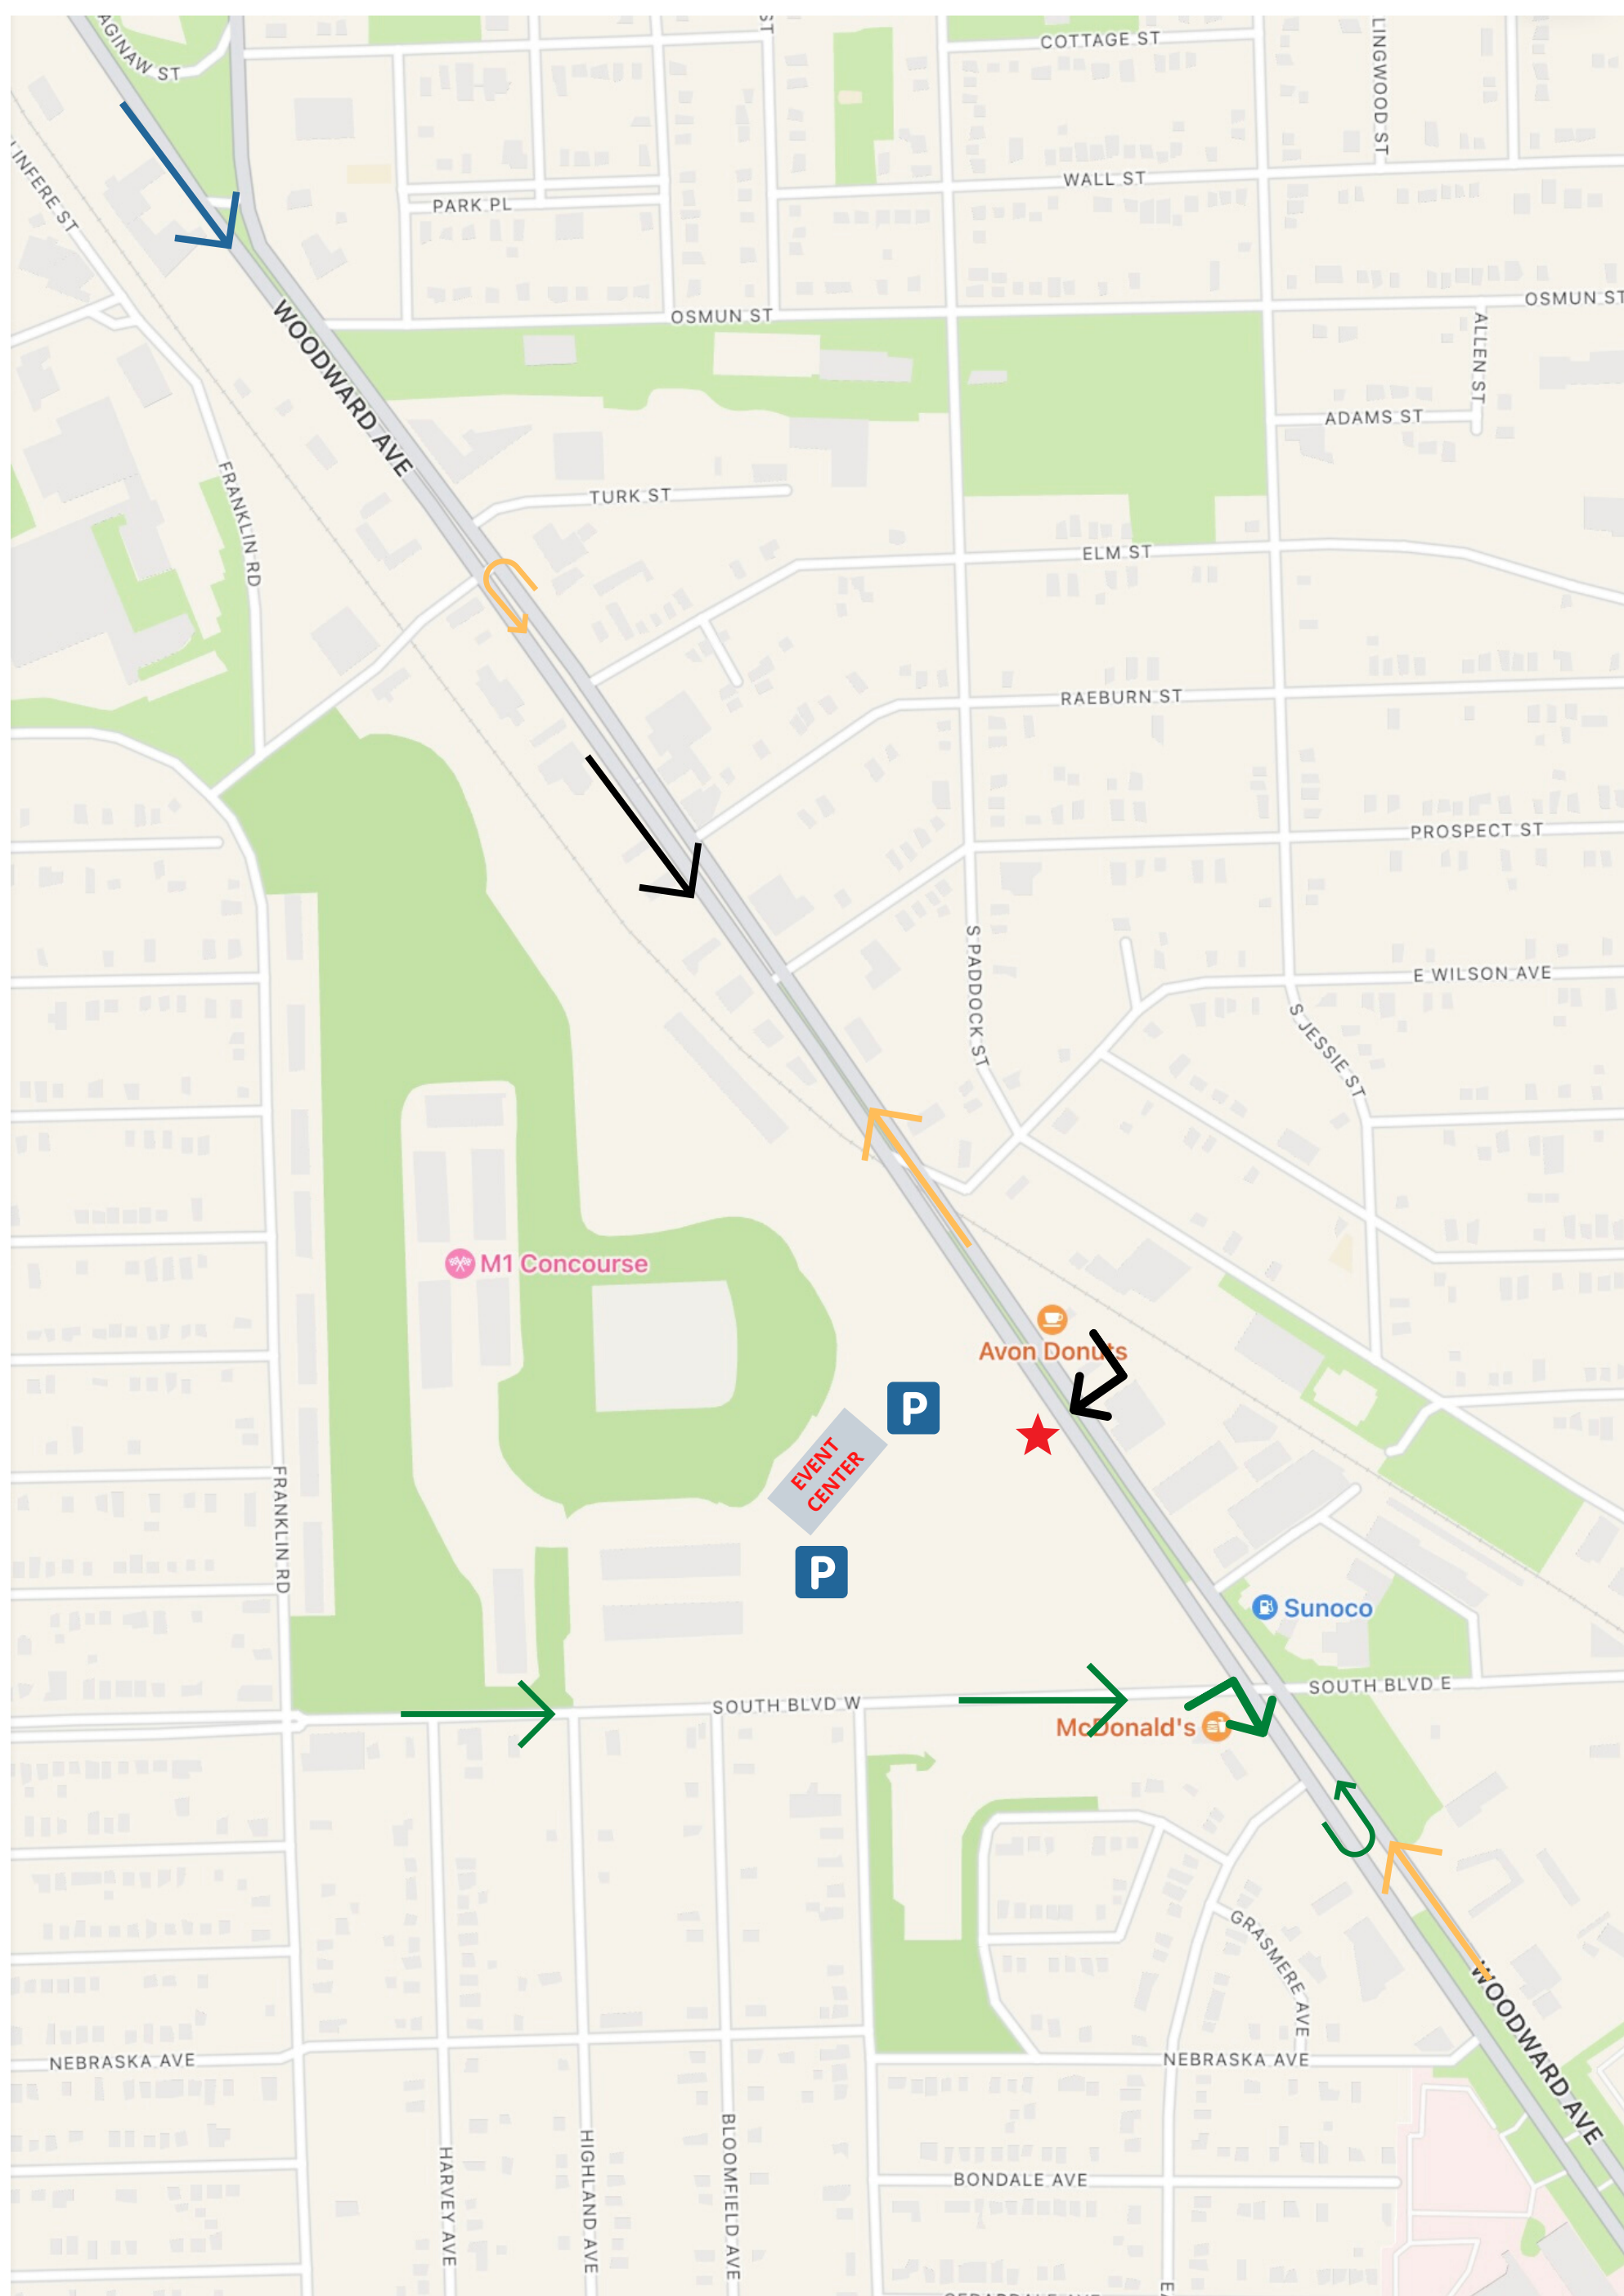 AGINAW ST
ST
COTTAGE ST
LINGWOOD ST
LINFERE ST
WALL ST
PARK PL
OSMUN ST
OSMUN ST
WOODWARD AVE
ALLEN ST
ADAMS ST
FRANKLIN RD
TURK ST
ELM ST
RAEBURN ST
PROSPECT ST
S PADDOCK ST
E WILSON AVE
S JESSIE ST
M1 Concourse
Avon Donuts
P
EVENT
CENTER
FRANKLIN RD
P
Sunoco
SOUTH BLVD W
SOUTH BLVD E
McDonald's
GRASMERE AVE
WOODWARD AVE
NEBRASKA AVE
NEBRASKA AVE
HARVEY AVE
HIGHLAND AVE
BLOOMFIELD AVE
BONDALE AVE